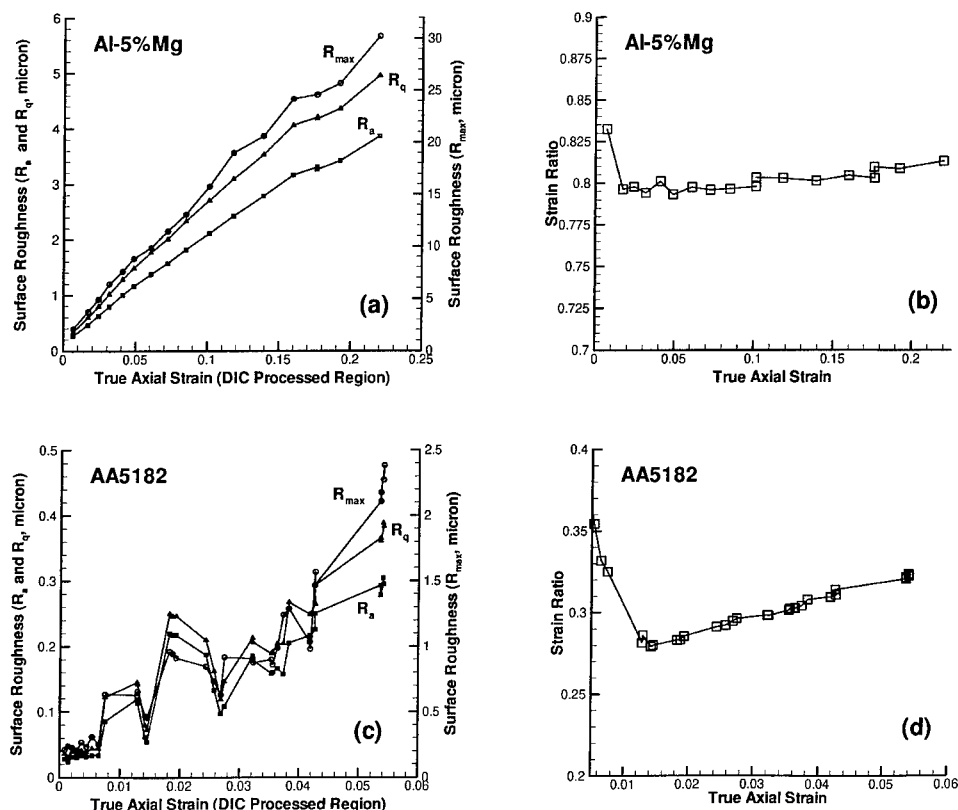 Al-5%Mg
R_max
R_q
R_a
Surface Roughness (R_a and R_q, micron)
6
5
4
3
2
1
0
Surface Roughness (R_max, micron)
30
25
20
15
10
5
0
0
0.05
0.1
0.15
0.2
0.25
True Axial Strain (DIC Processed Region)
(a)
Al-5%Mg
Strain Ratio
0.9
0.875
0.85
0.825
0.8
0.775
0.75
0.725
0.7
0
0.05
0.1
0.15
0.2
True Axial Strain
(b)
AA5182
R_max
R_q
R_a
Surface Roughness (R_a and R_q, micron)
0.5
0.4
0.3
0.2
0.1
0
Surface Roughness (R_max, micron)
2.5
2
1.5
1
0.5
0
0
0.01
0.02
0.03
0.04
0.05
0.06
True Axial Strain (DIC Processed Region)
(c)
AA5182
Strain Ratio
0.4
0.35
0.3
0.25
0.2
0.01
0.02
0.03
0.04
0.05
0.06
True Axial Strain
(d)